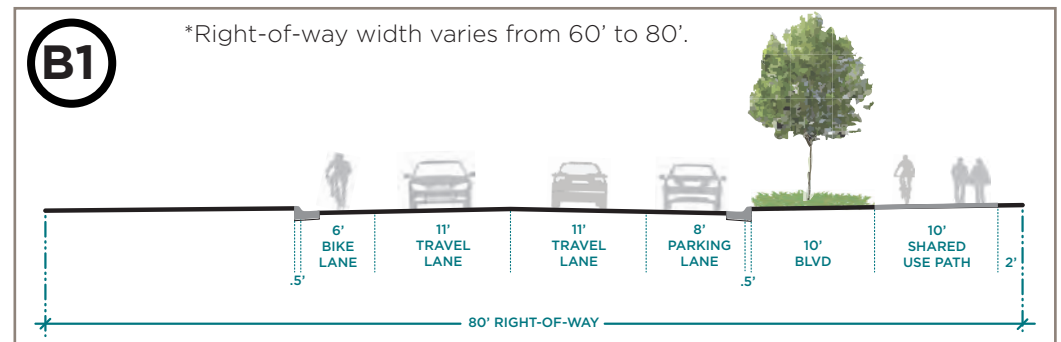 B1
*Right-of-way width varies from 60’ to 80’.
.5’
6’
BIKE
LANE
11’
TRAVEL
LANE
11’
TRAVEL
LANE
8’
PARKING
LANE
.5’
10’
BLVD
10’
SHARED
USE PATH
2’
80’ RIGHT-OF-WAY